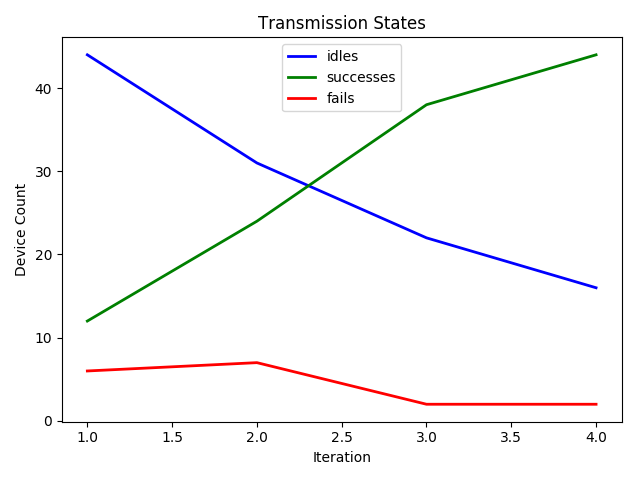 Transmission States
idles
successes
fails
Device Count
40
30
20
10
0
1.0 1.5 2.0 2.5 3.0 3.5 4.0
Iteration